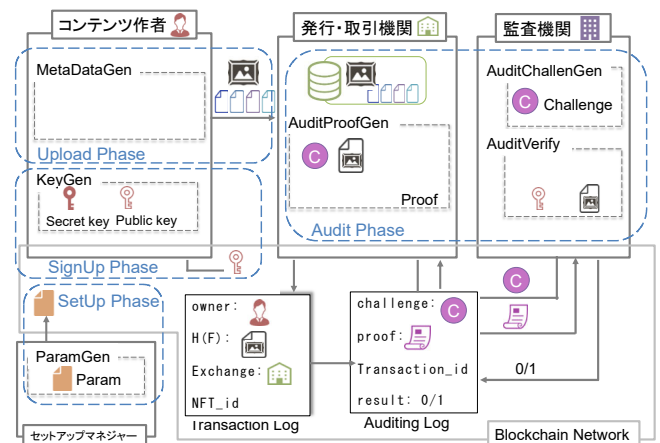 コンテンツ作者
発行・取引機関
監査機関
MetaDataGen
Upload Phase
KeyGen
Secret key
Public key
SignUp Phase
AuditProofGen
C
Proof
Audit Phase
AuditChallenGen
C
Challenge
AuditVerify
SetUp Phase
ParamGen
Param
セットアップマネジャー
owner:
H(F):
Exchange:
NFT_id
Transaction Log
challenge:
C
proof:
Transaction_id
result: 0/1
Auditing Log
C
0/1
Blockchain Network